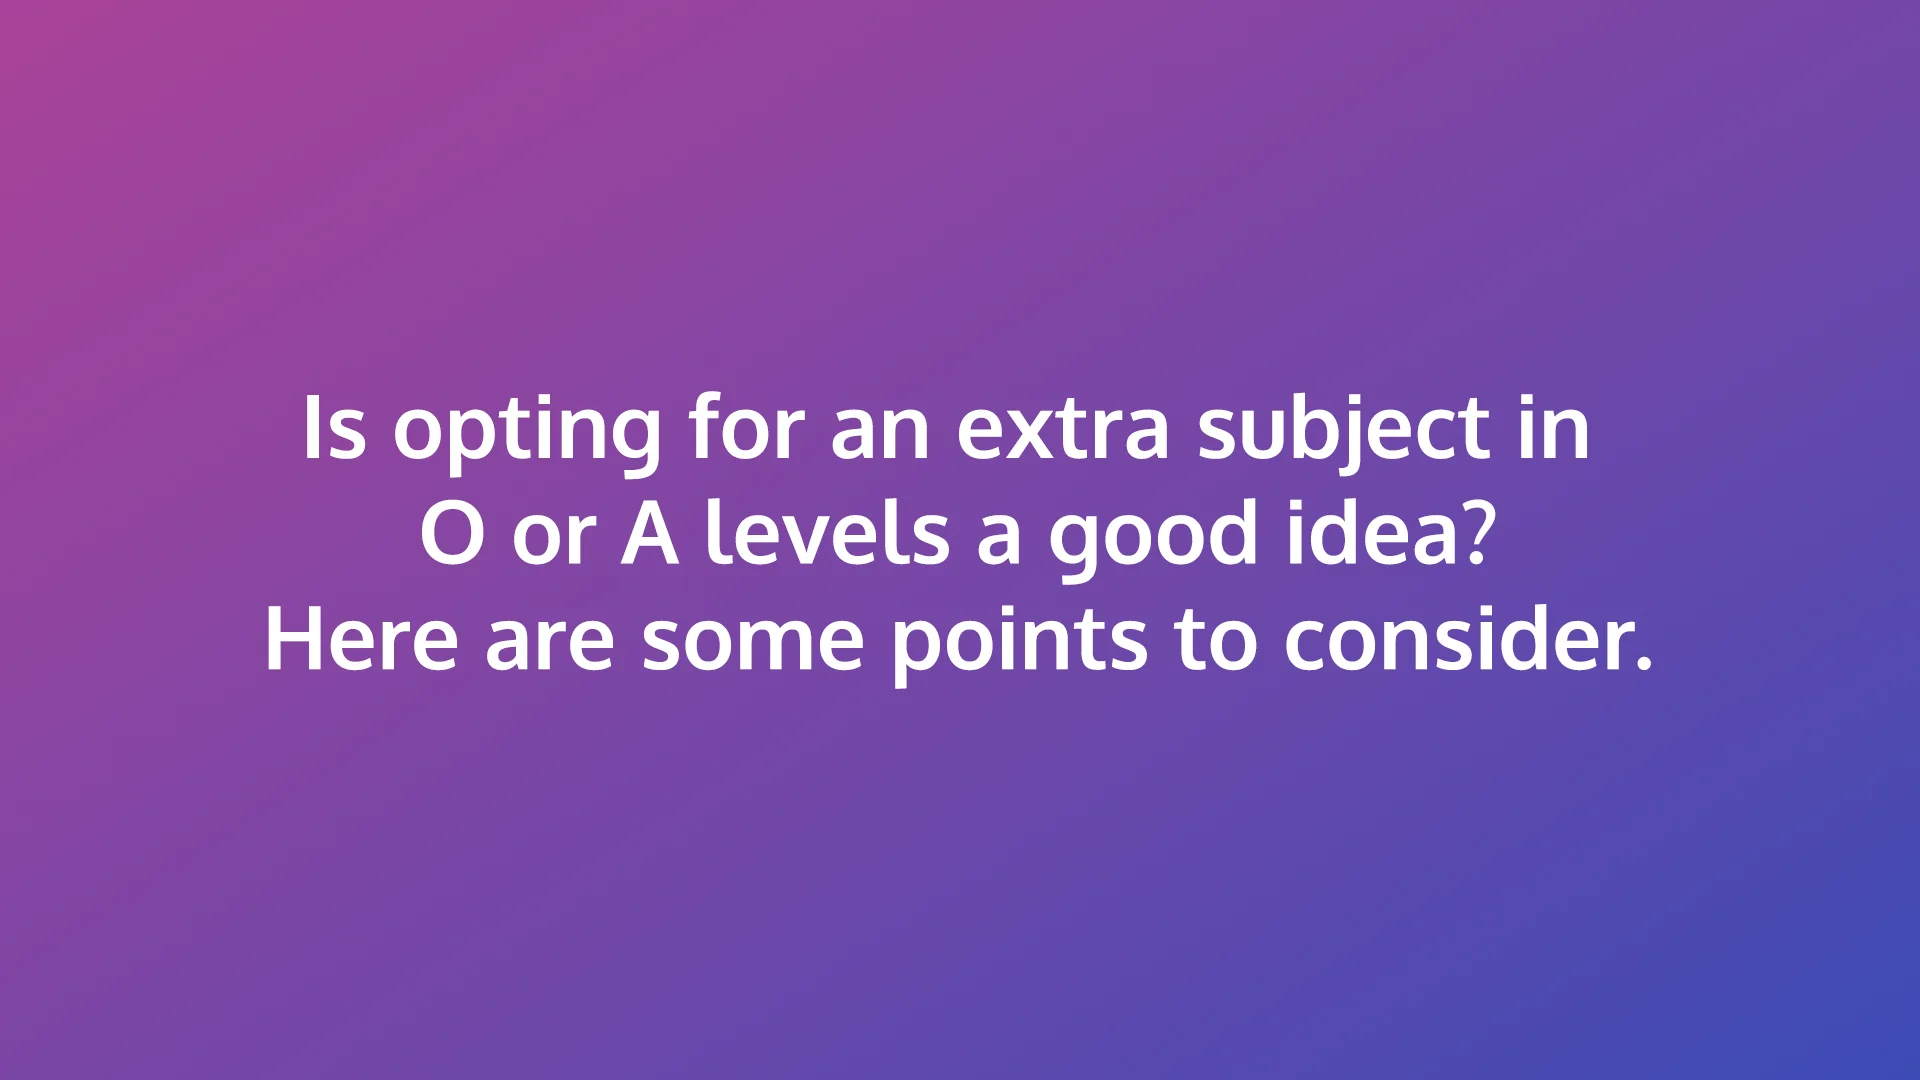 Is opting for an extra subject in
O or A levels a good idea?
Here are some points to consider.